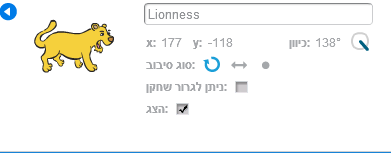 Lionness
x: 177 y: -118 כיוון: 138°
סוג סיבוב:
ניתן לגרור שחקן:
הצג: